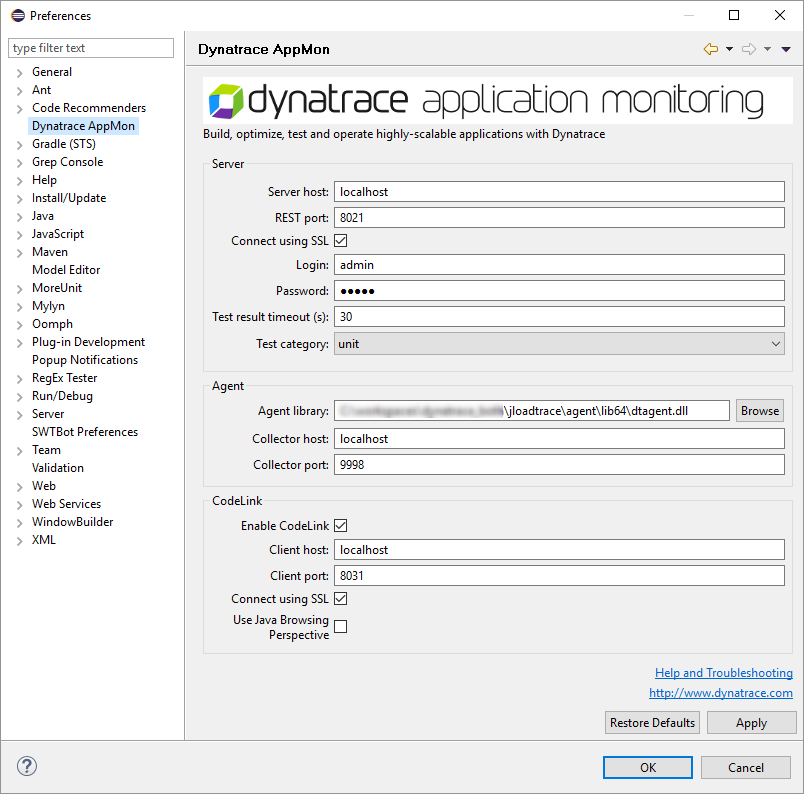 Preferences
type filter text
General
Ant
Code Recommenders
Dynatrace AppMon
Gradle (STS)
Grep Console
Help
Install/Update
Java
JavaScript
Maven
Model Editor
MoreUnit
Mylyn
Oomph
Plug-in Development
Popup Notifications
RegEx Tester
Run/Debug
Server
SWTBot Preferences
Team
Validation
Web
Web Services
WindowBuilder
XML
Dynatrace AppMon
dynatrace application monitoring
Build, optimize, test and operate highly-scalable applications with Dynatrace
Server
Server host: localhost
REST port: 8021
Connect using SSL
Login: admin
Password: ●●●●●
Test result timeout (s): 30
Test category: unit
Agent
Agent library: \jloadtrace\agent\lib64\dtagent.dll Browse
Collector host: localhost
Collector port: 9998
CodeLink
Enable CodeLink
Client host: localhost
Client port: 8031
Connect using SSL
Use Java Browsing
Perspective
Help and Troubleshooting
http://www.dynatrace.com
Restore Defaults Apply
? OK Cancel